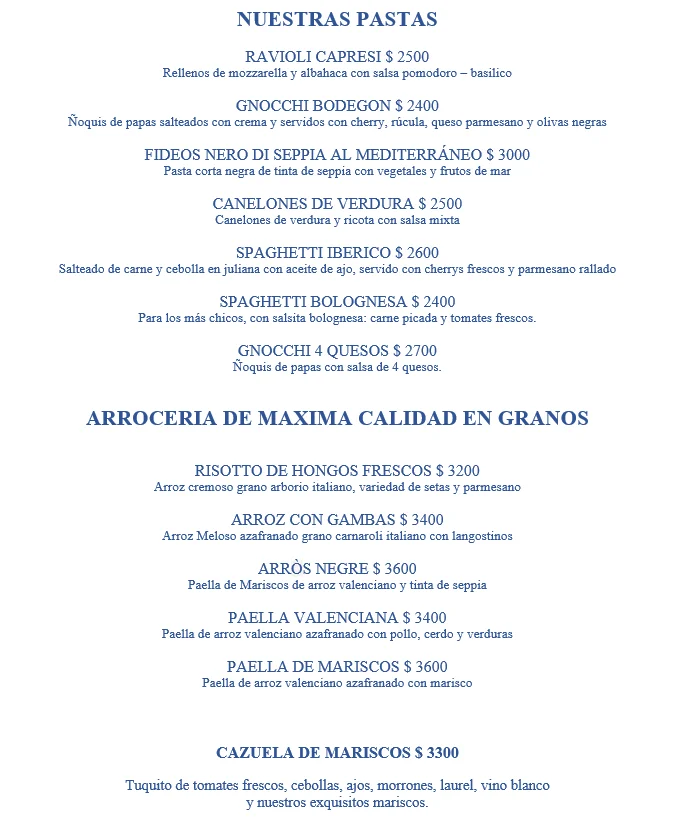 NUESTRAS PASTAS
RAVIOLI CAPRESI $ 2500
Rellenos de mozzarella y albahaca con salsa pomodoro – basilico
GNOCCHI BODEGON $ 2400
Ñoquis de papas salteados con crema y servidos con cherry, rúcula, queso parmesano y olivas negras
FIDEOS NERO DI SEPPIA AL MEDITERRÁNEO $ 3000
Pasta corta negra de tinta de seppia con vegetales y frutos de mar
CANELONES DE VERDURA $ 2500
Canelones de verdura y ricota con salsa mixta
SPAGHETTI IBERICO $ 2600
Salteado de carne y cebolla en juliana con aceite de ajo, servido con cherrys frescos y parmesano rallado
SPAGHETTI BOLOGNESA $ 2400
Para los más chicos, con salsita bolognesa: carne picada y tomates frescos.
GNOCCHI 4 QUESOS $ 2700
Ñoquis de papas con salsa de 4 quesos.
ARROCERIA DE MAXIMA CALIDAD EN GRANOS
RISOTTO DE HONGOS FRESCOS $ 3200
Arroz cremoso grano arborio italiano, variedad de setas y parmesano
ARROZ CON GAMBAS $ 3400
Arroz Meloso azafranado grano carnaroli italiano con langostinos
ARRÒS NEGRE $ 3600
Paella de Mariscos de arroz valenciano y tinta de seppia
PAELLA VALENCIANA $ 3400
Paella de arroz valenciano azafranado con pollo, cerdo y verduras
PAELLA DE MARISCOS $ 3600
Paella de arroz valenciano azafranado con marisco
CAZUELA DE MARISCOS $ 3300
Tuquito de tomates frescos, cebollas, ajos, morrones, laurel, vino blanco
y nuestros exquisitos mariscos.